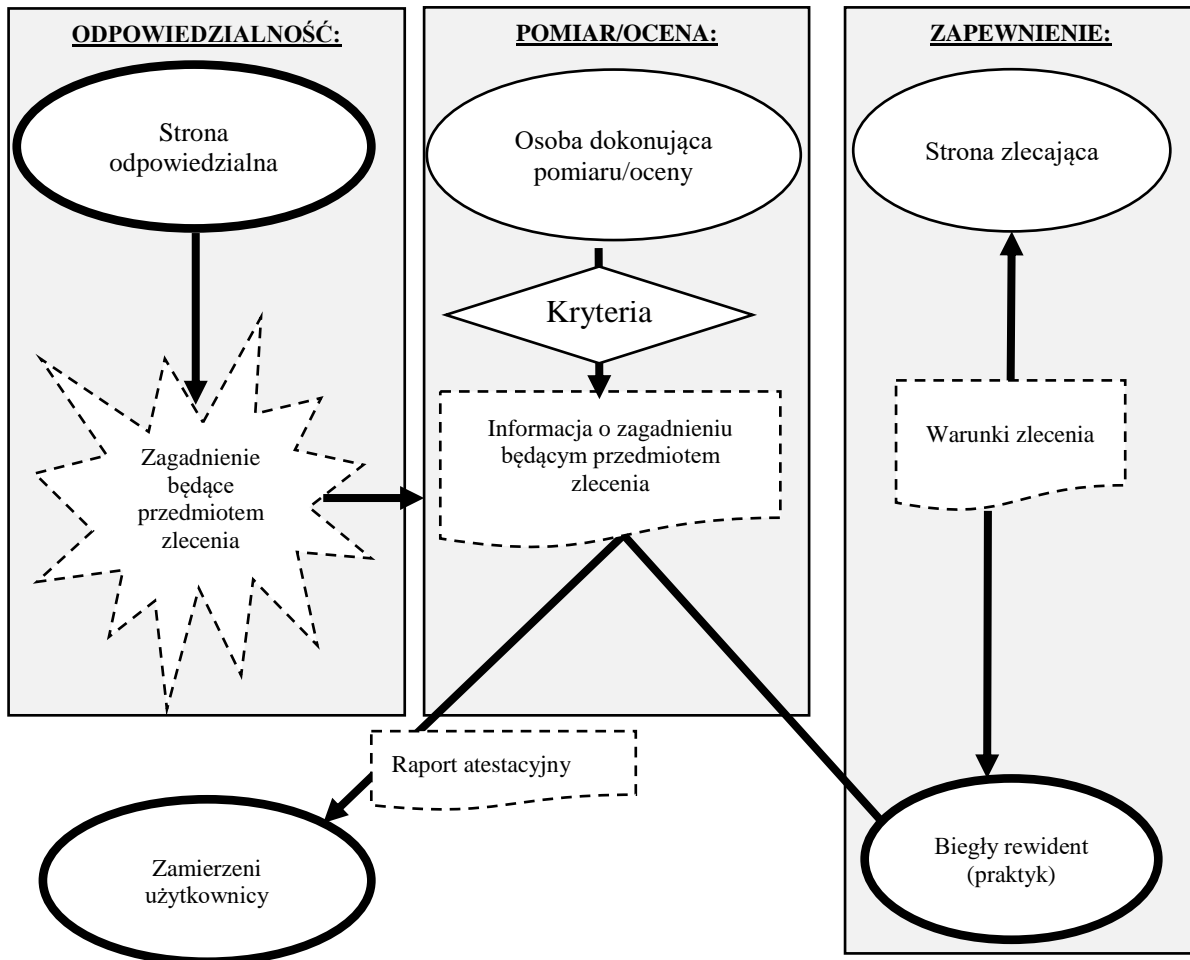 ODPOWIEDZIALNOŚĆ:
Strona
odpowiedzialna
Zagadnienie
będące
przedmiotem
zlecenia
POMIAR/OCENA:
Osoba dokonująca
pomiaru/oceny
Kryteria
Informacja o zagadnieniu
będącym przedmiotem
zlecenia
ZAPEWNIENIE:
Strona zlecająca
Warunki zlecenia
Raport atestacyjny
Zamierzeni
użytkownicy
Biegły rewident
(praktyk)